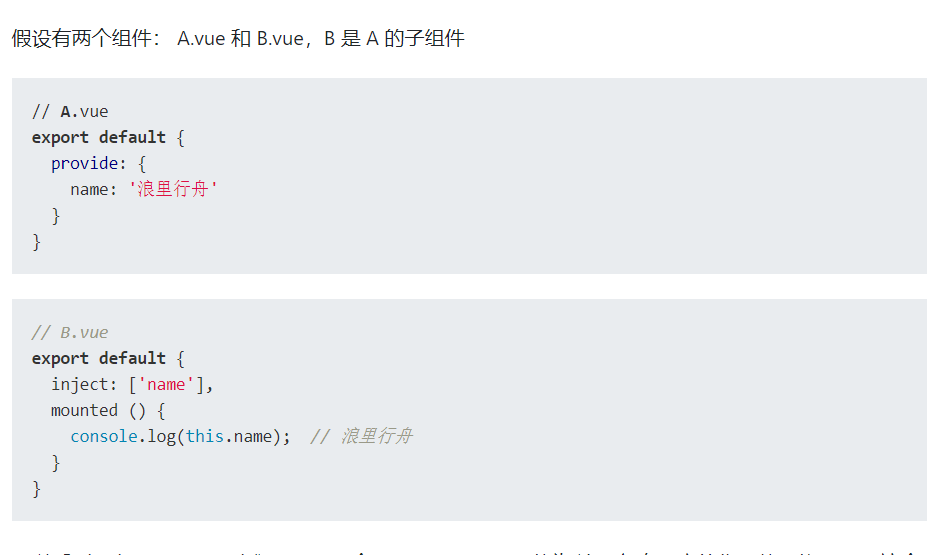 假设有两个组件： A.vue 和 B.vue，B 是 A 的子组件
// A.vue
export default {
  provide: {
    name: '浪里行舟'
  }
}
// B.vue
export default {
  inject: ['name'],
  mounted () {
    console.log(this.name);  // 浪里行舟
  }
}